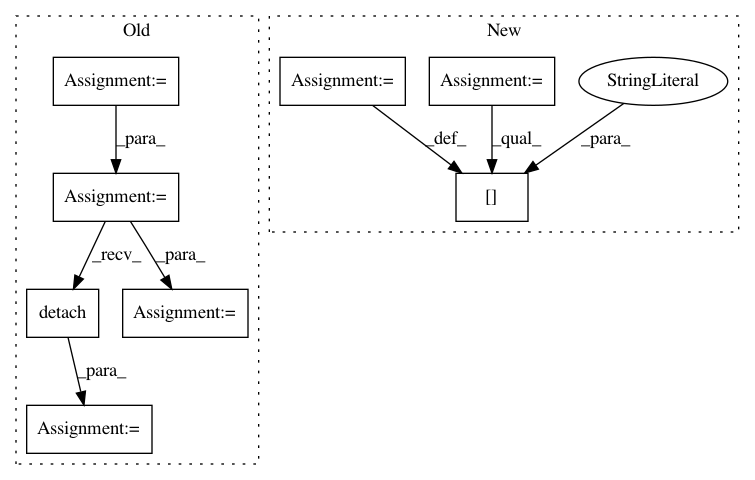 Old
New
Assignment:=
Assignment:=
Assignment:=
StringLiteral
_para_
_def_
_qual_
_para_
Assignment:=
[]
_recv_
_para_
detach
Assignment:=
_para_
Assignment:=